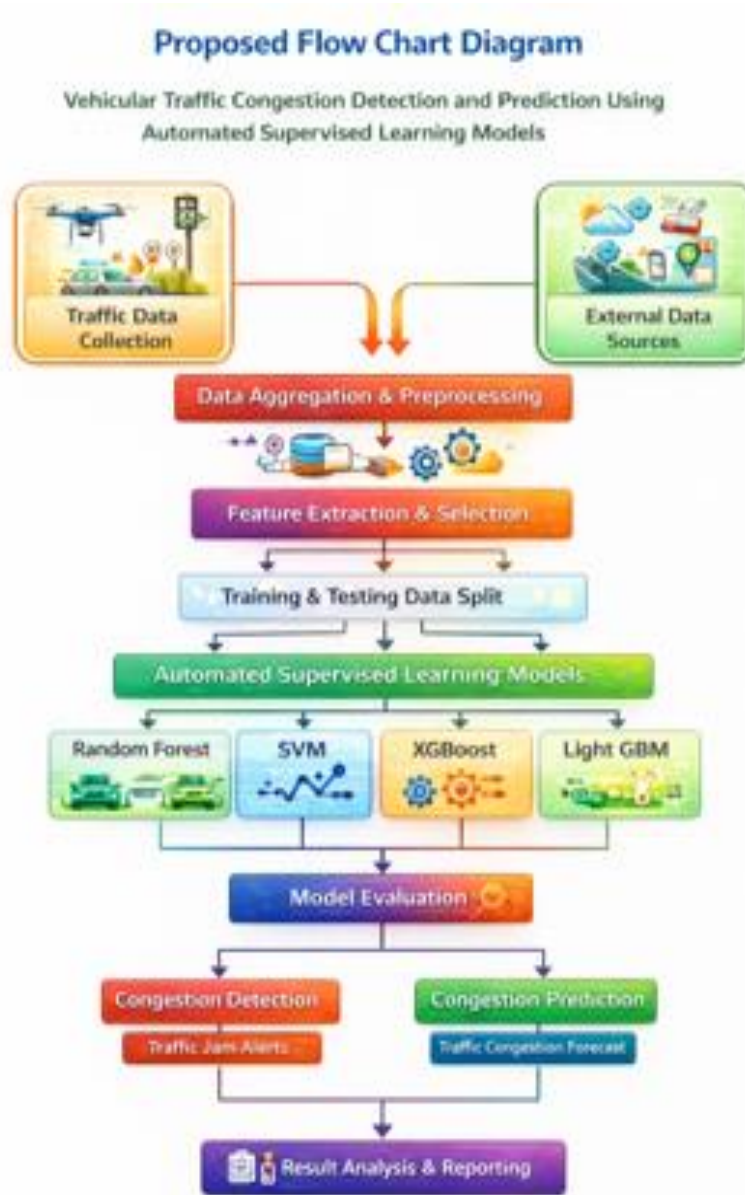 Proposed Flow Chart Diagram
Vehicular Traffic Congestion Detection and Prediction Using
Automated Supervised Learning Models
Traffic Data
Collection
External Data
Sources
Data Aggregation & Preprocessing
Feature Extraction & Selection
Training & Testing Data Split
Automated Supervised Learning Models
Random Forest
SVM
XGBoost
Light GBM
Model Evaluation
Congestion Detection
Congestion Prediction
Traffic Jam Alerts
Traffic Congestion Forecast
Result Analysis & Reporting